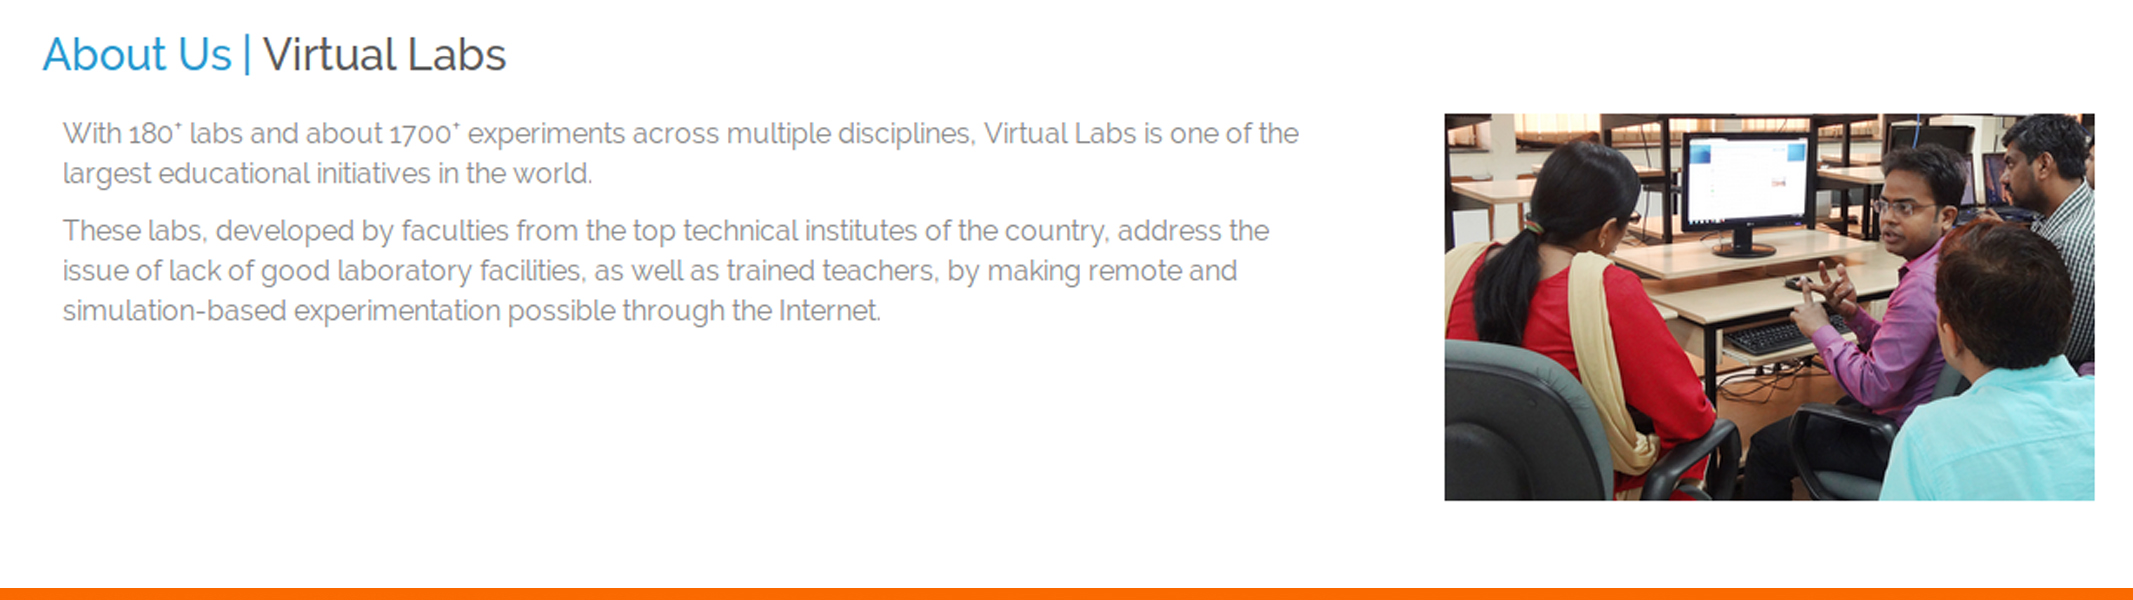 About Us | Virtual Labs
With 180⁺ labs and about 1700⁺ experiments across multiple disciplines, Virtual Labs is one of the
largest educational initiatives in the world.
These labs, developed by faculties from the top technical institutes of the country, address the
issue of lack of good laboratory facilities, as well as trained teachers, by making remote and
simulation-based experimentation possible through the Internet.